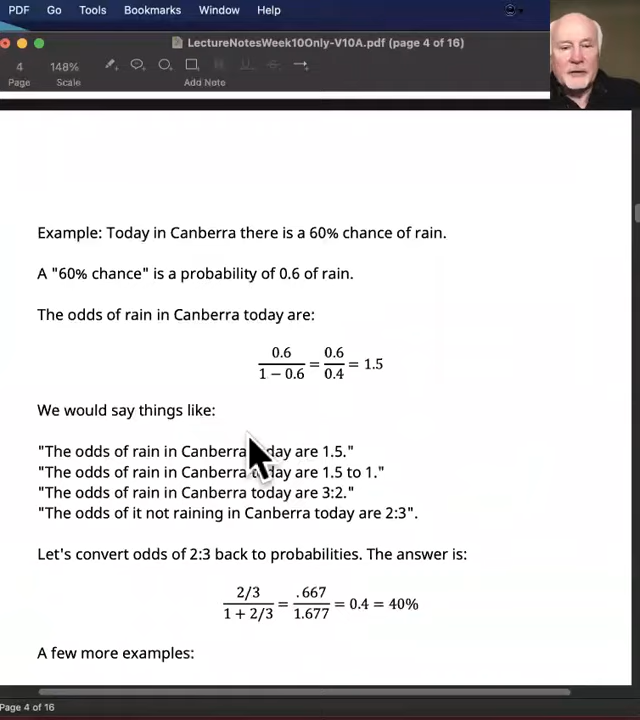 PDF Go Tools Bookmarks Window Help
LectureNotesWeek10Only-V10A.pdf (page 4 of 16)
4 148%
Page Scale Add Note
Example: Today in Canberra there is a 60% chance of rain.
A "60% chance" is a probability of 0.6 of rain.
The odds of rain in Canberra today are:
0.6 / (1 − 0.6) = 0.6 / 0.4 = 1.5
We would say things like:
"The odds of rain in Canberra today are 1.5."
"The odds of rain in Canberra today are 1.5 to 1."
"The odds of rain in Canberra today are 3:2."
"The odds of it not raining in Canberra today are 2:3".
Let's convert odds of 2:3 back to probabilities. The answer is:
2/3 / (1 + 2/3) = .667 / 1.677 = 0.4 = 40%
A few more examples:
Page 4 of 16